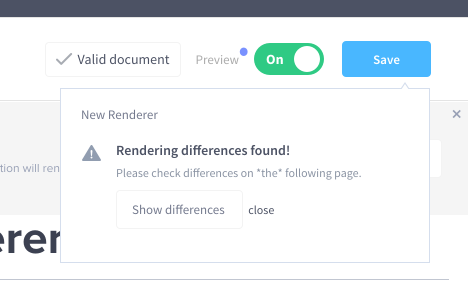 Valid document
Preview
On
Save
New Renderer
Rendering differences found!
Please check differences on *the* following page.
Show differences
close
tion will ren
erer